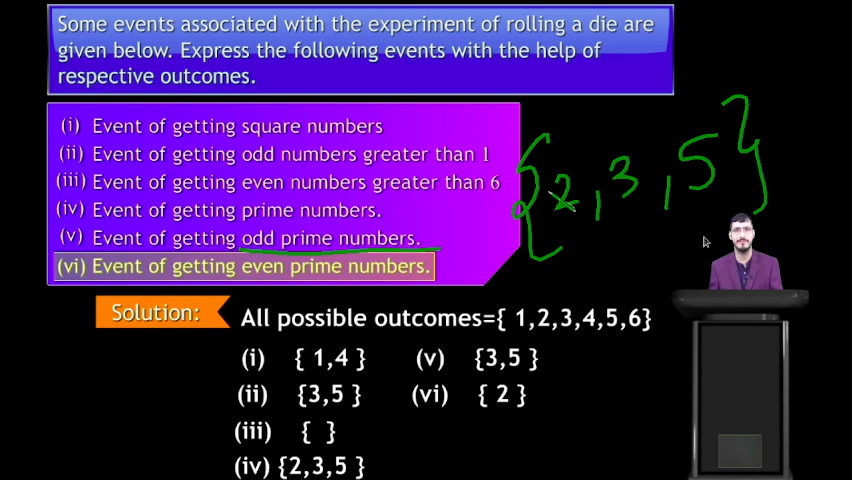 Some events associated with the experiment of rolling a die are
given below. Express the following events with the help of
respective outcomes.
(i) Event of getting square numbers
(ii) Event of getting odd numbers greater than 1
(iii) Event of getting even numbers greater than 6
(iv) Event of getting prime numbers.
(v) Event of getting odd prime numbers.
(vi) Event of getting even prime numbers.
{2,3,5}
Solution:
All possible outcomes={ 1,2,3,4,5,6}
(i) { 1,4 } (v) {3,5 }
(ii) {3,5 } (vi) { 2 }
(iii) { }
(iv) {2,3,5 }